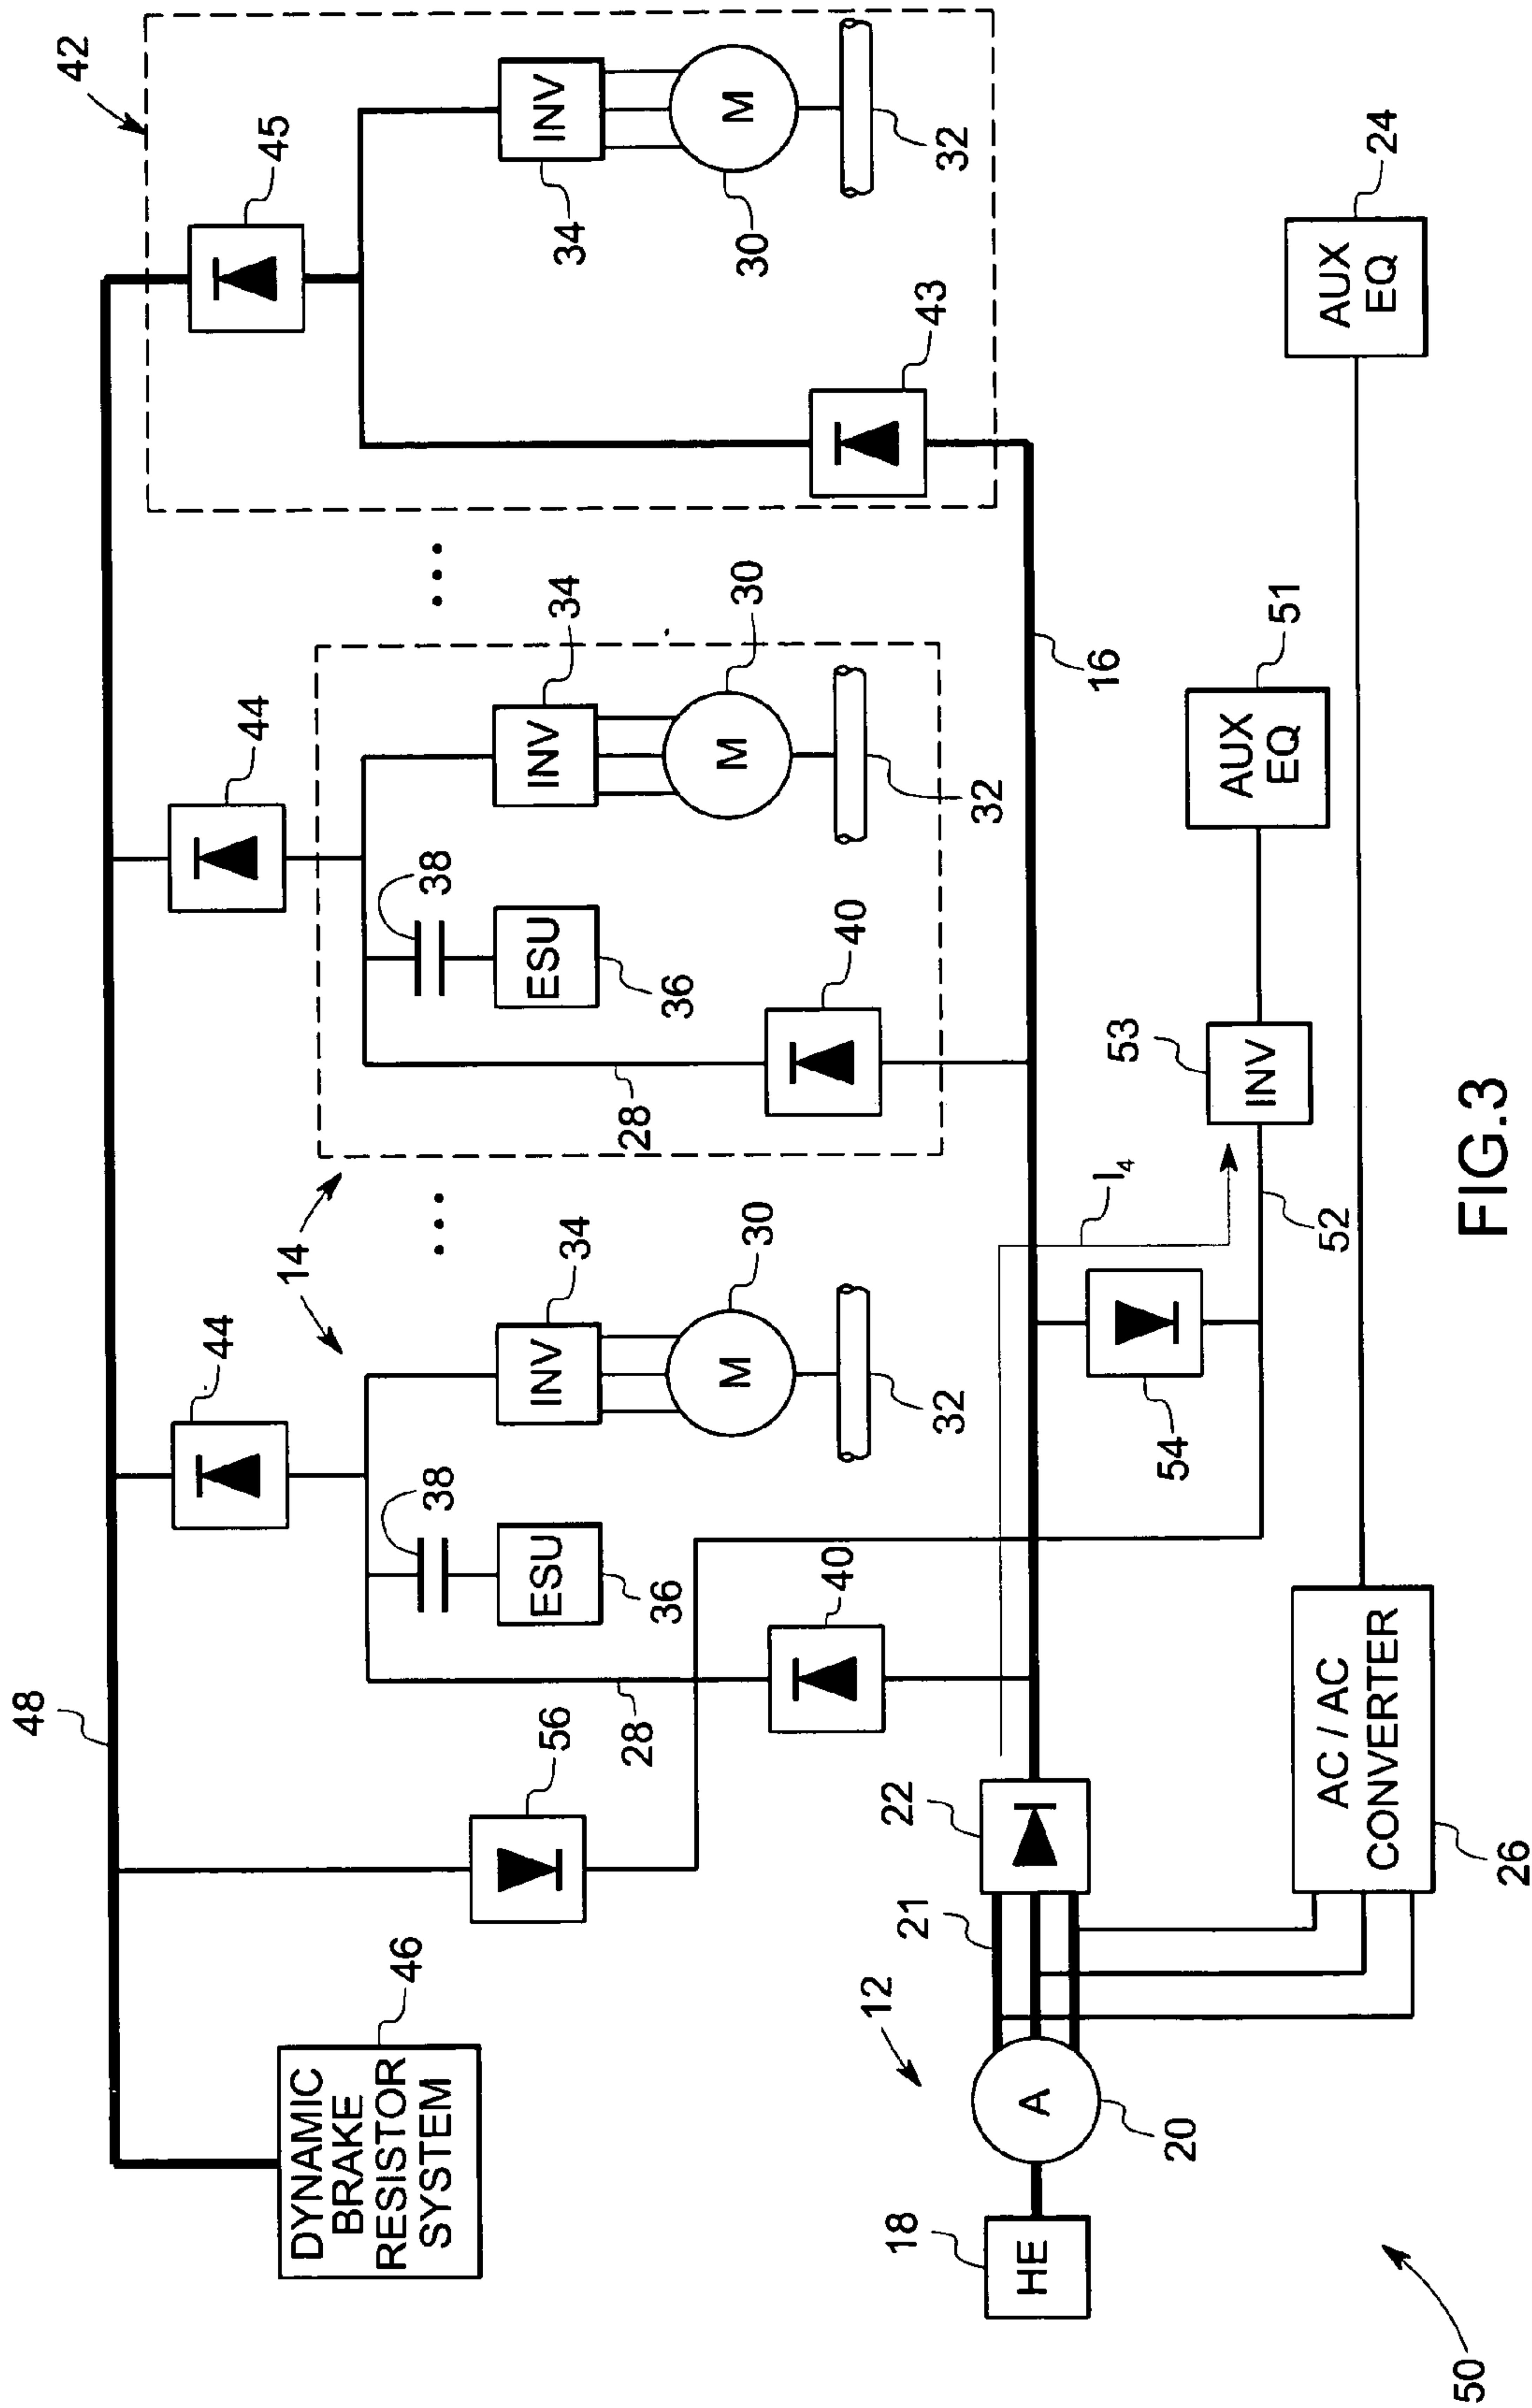 42
45
INV
34
M
30
32
43
48
44
14
38
ESU
36
INV
34
M
30
32
40
28
44
38
ESU
36
INV
34
M
30
32
40
28
16
DYNAMIC
BRAKE
RESISTOR
SYSTEM
46
56
12
18
HE
A
20
21
22
I4
54
52
53
INV
AUX
EQ
51
AC / AC
CONVERTER
26
AUX
EQ
24
50
FIG.3